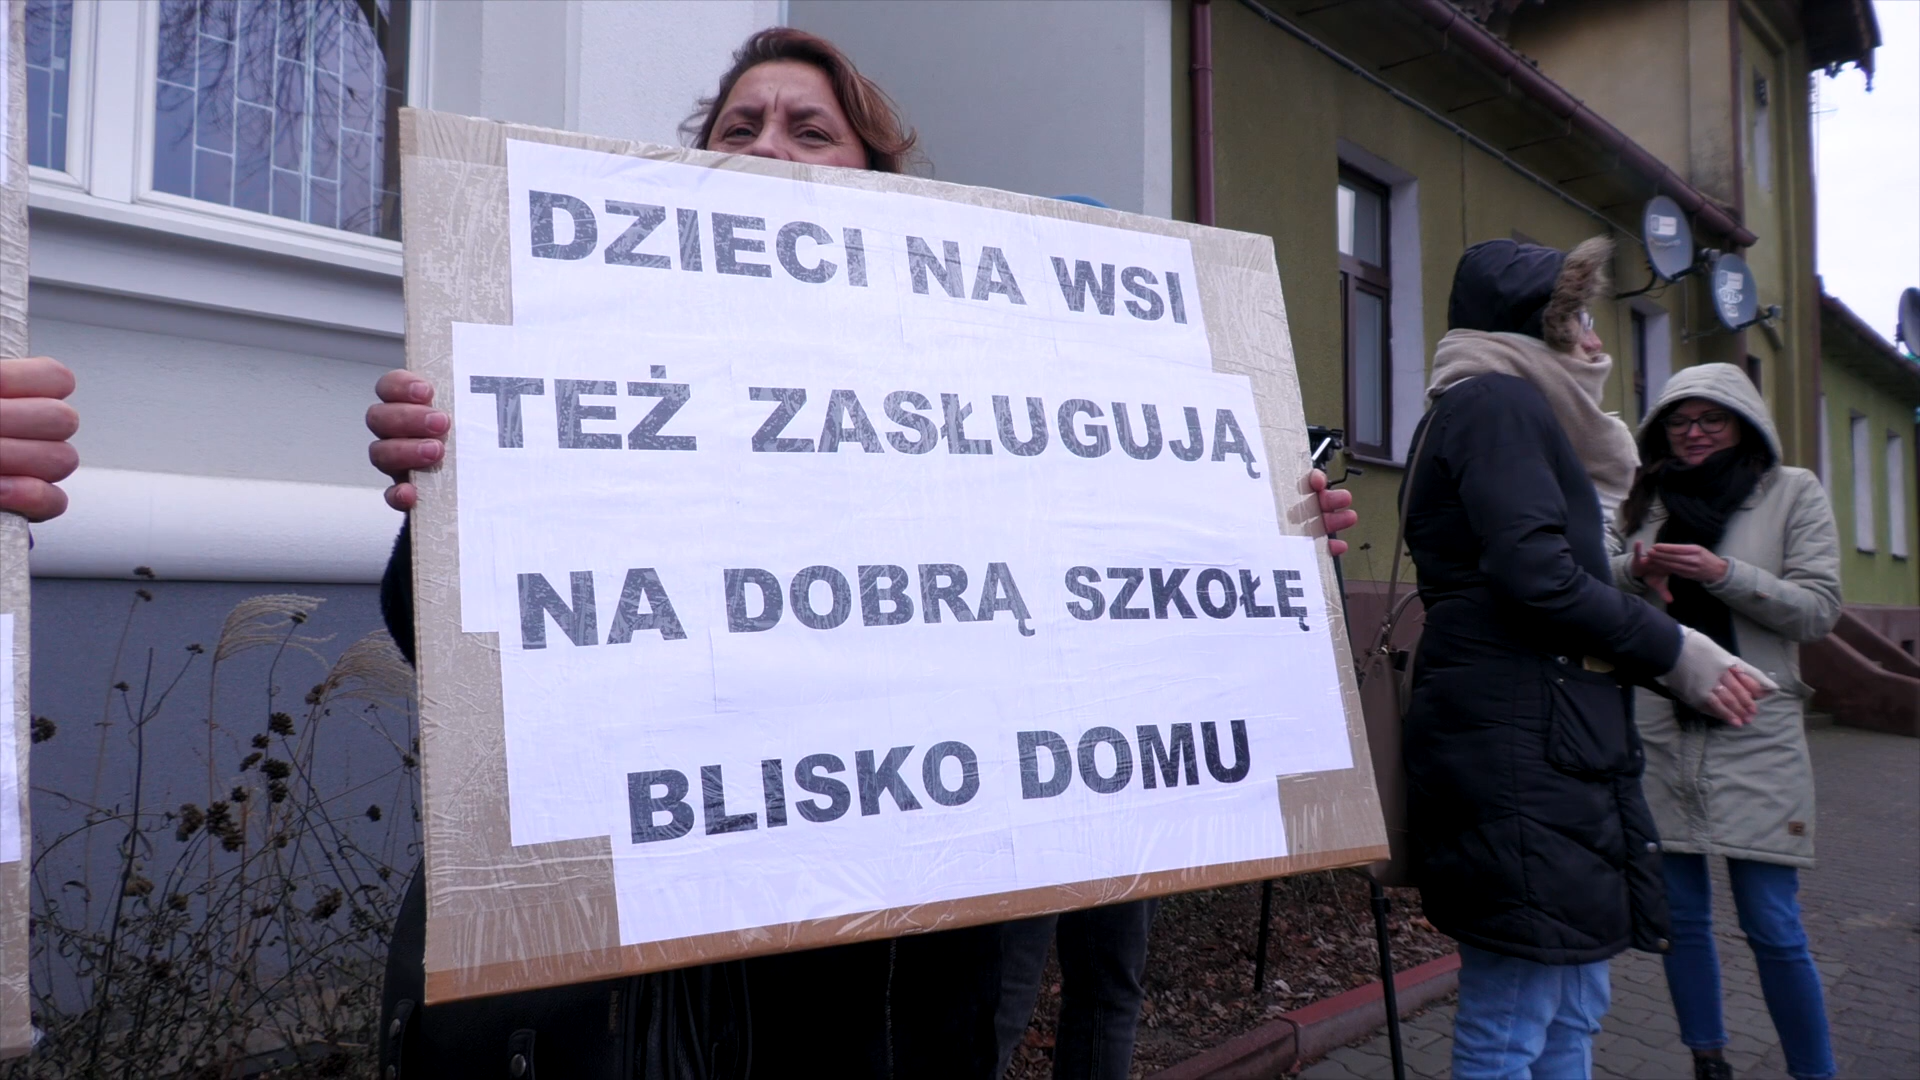 DZIECI NA WSI
TEŻ ZASŁUGUJĄ
NA DOBRĄ SZKOŁĘ
BLISKO DOMU